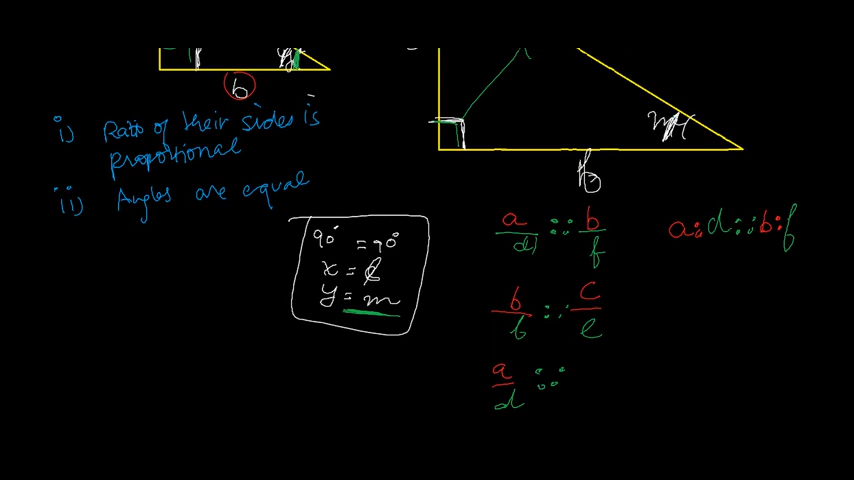 b
i) Ratio of their sides is
proportional
ii) Angles are equal
90° = 90°
x = l
y = m
m
a/d :: b/f
a:d::b:f
b/f :: c/e
a/d ::